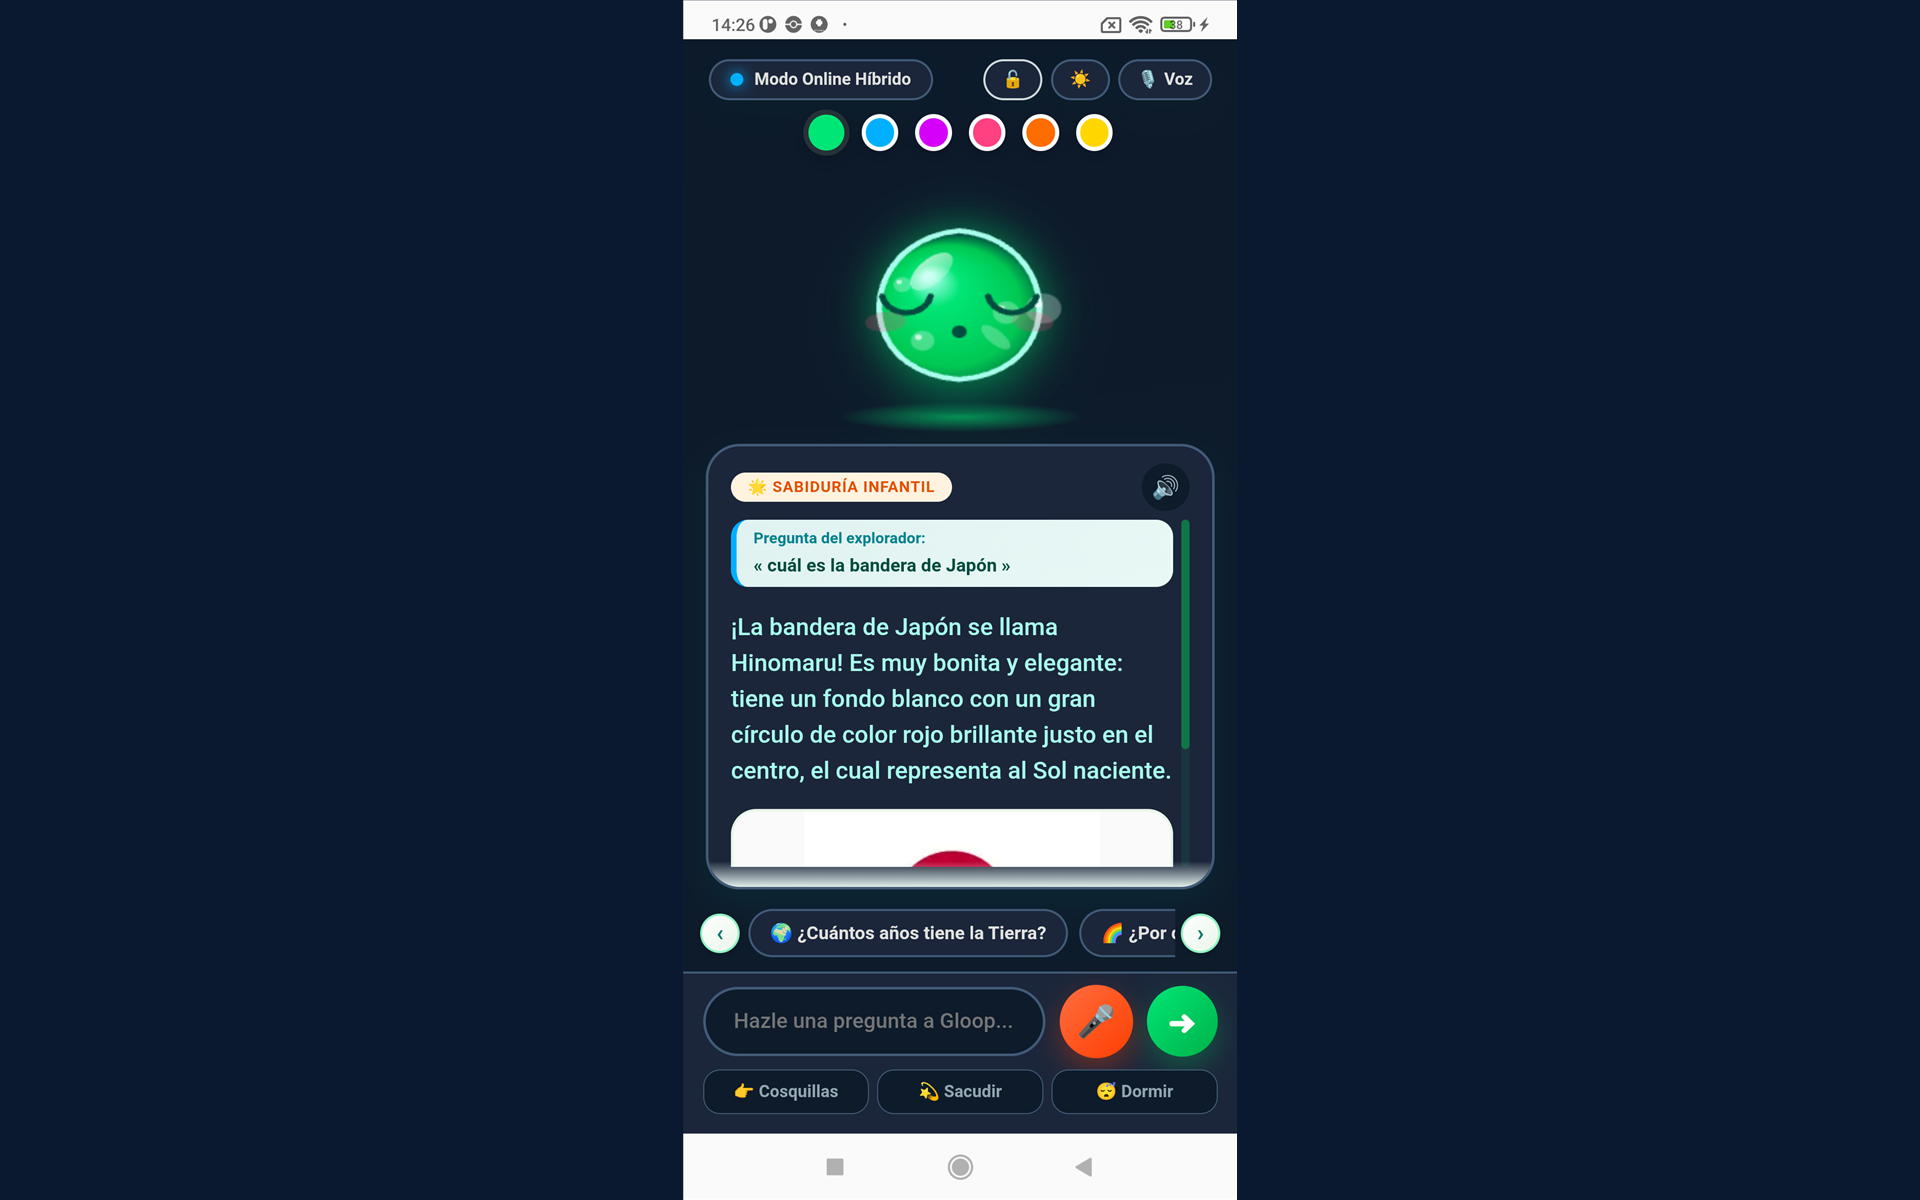 14:26
38
Modo Online Híbrido
Voz
SABIDURÍA INFANTIL
Pregunta del explorador:
« cuál es la bandera de Japón »
¡La bandera de Japón se llama
Hinomaru! Es muy bonita y elegante:
tiene un fondo blanco con un gran
círculo de color rojo brillante justo en el
centro, el cual representa al Sol naciente.
‹
¿Cuántos años tiene la Tierra?
¿Por
›
Hazle una pregunta a Gloop...
Cosquillas
Sacudir
Dormir